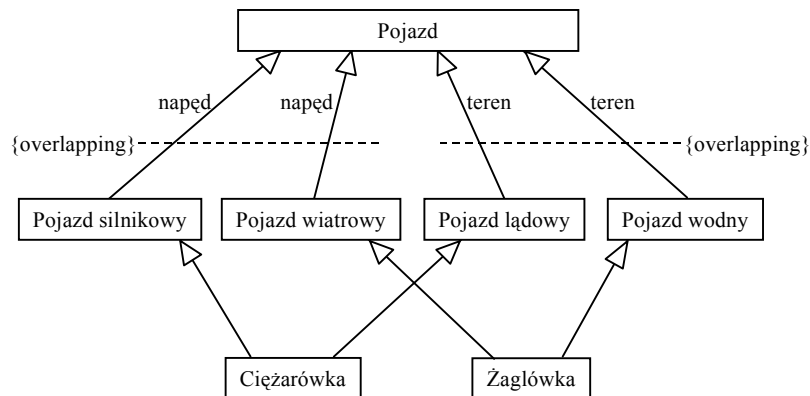 Pojazd
napęd napęd teren teren
{overlapping} {overlapping}
Pojazd silnikowy Pojazd wiatrowy Pojazd lądowy Pojazd wodny
Ciężarówka Żaglówka